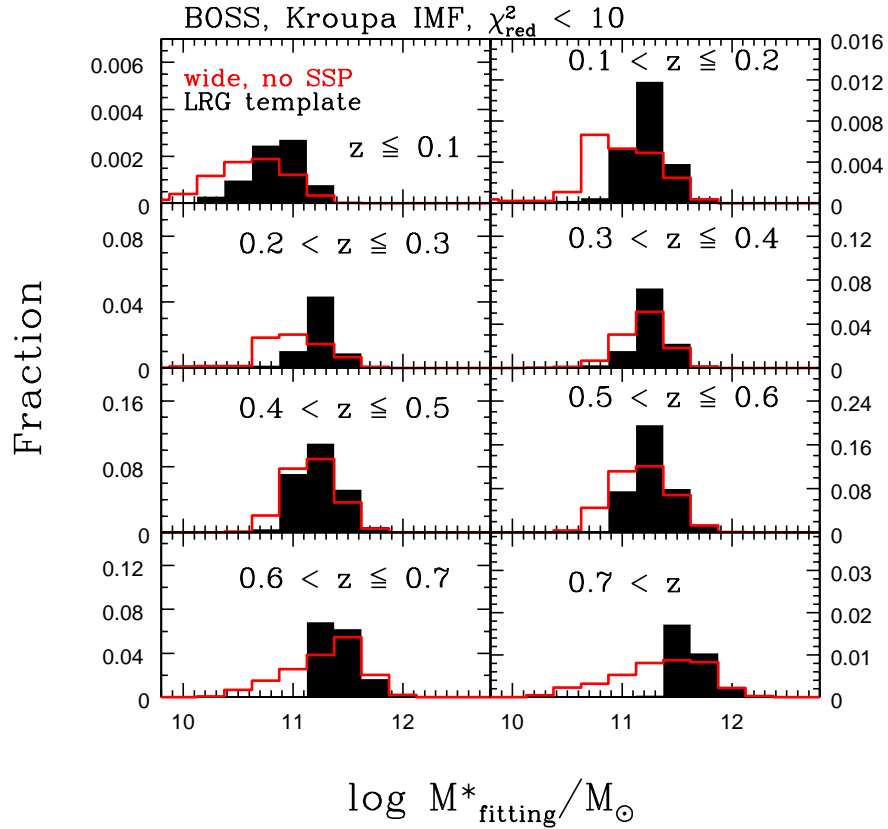 BOSS, Kroupa IMF, χ²red < 10
wide, no SSP
LRG template
z ≦ 0.1
0.1 < z ≦ 0.2
0.006
0.004
0.002
0
0.016
0.012
0.008
0.004
0
0.2 < z ≦ 0.3
0.3 < z ≦ 0.4
0.08
0.04
0
0.12
0.08
0.04
0
0.4 < z ≦ 0.5
0.5 < z ≦ 0.6
0.16
0.08
0
0.24
0.16
0.08
0
0.6 < z ≦ 0.7
0.7 < z
0.12
0.08
0.04
0
0.03
0.02
0.01
0
10 11 12 10 11 12
Fraction
log M*fitting/M⊙